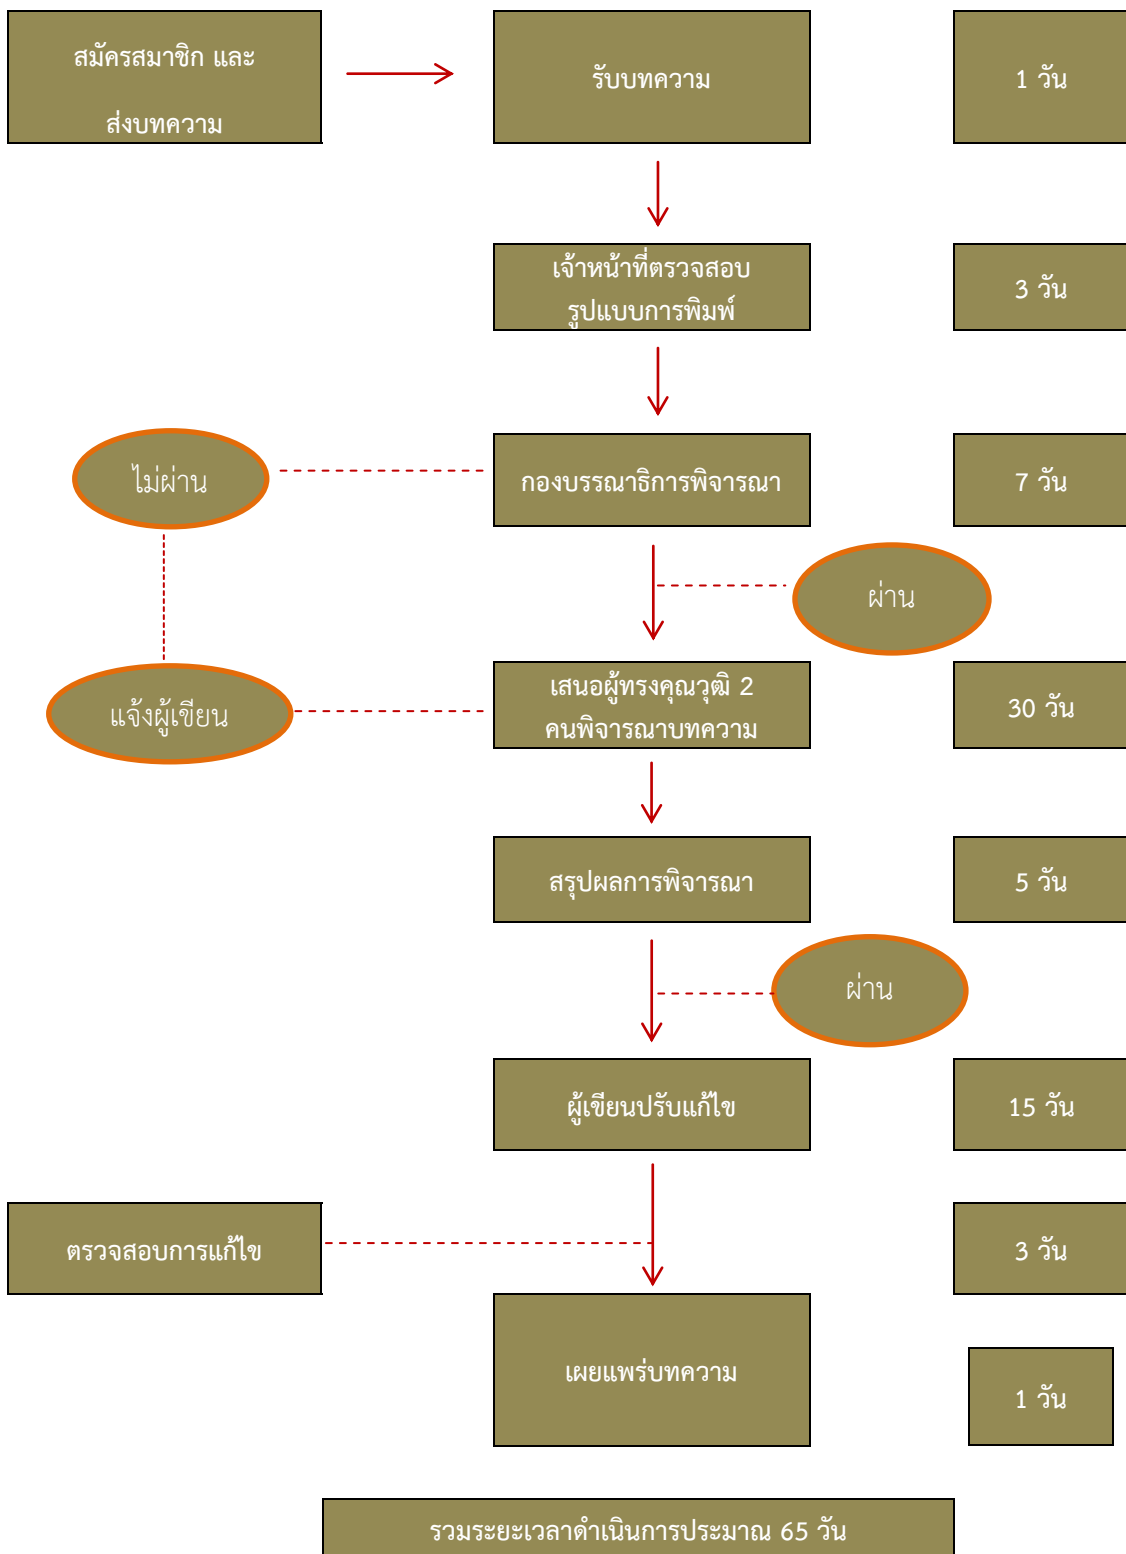 สมัครสมาชิก และ
ส่งบทความ
รับบทความ
1 วัน
เจ้าหน้าที่ตรวจสอบ
รูปแบบการพิมพ์
3 วัน
ไม่ผ่าน
กองบรรณาธิการพิจารณา
7 วัน
ผ่าน
แจ้งผู้เขียน
เสนอผู้ทรงคุณวุฒิ 2
คนพิจารณาบทความ
30 วัน
สรุปผลการพิจารณา
5 วัน
ผ่าน
ผู้เขียนปรับแก้ไข
15 วัน
ตรวจสอบการแก้ไข
3 วัน
เผยแพร่บทความ
1 วัน
รวมระยะเวลาดำเนินการประมาณ 65 วัน